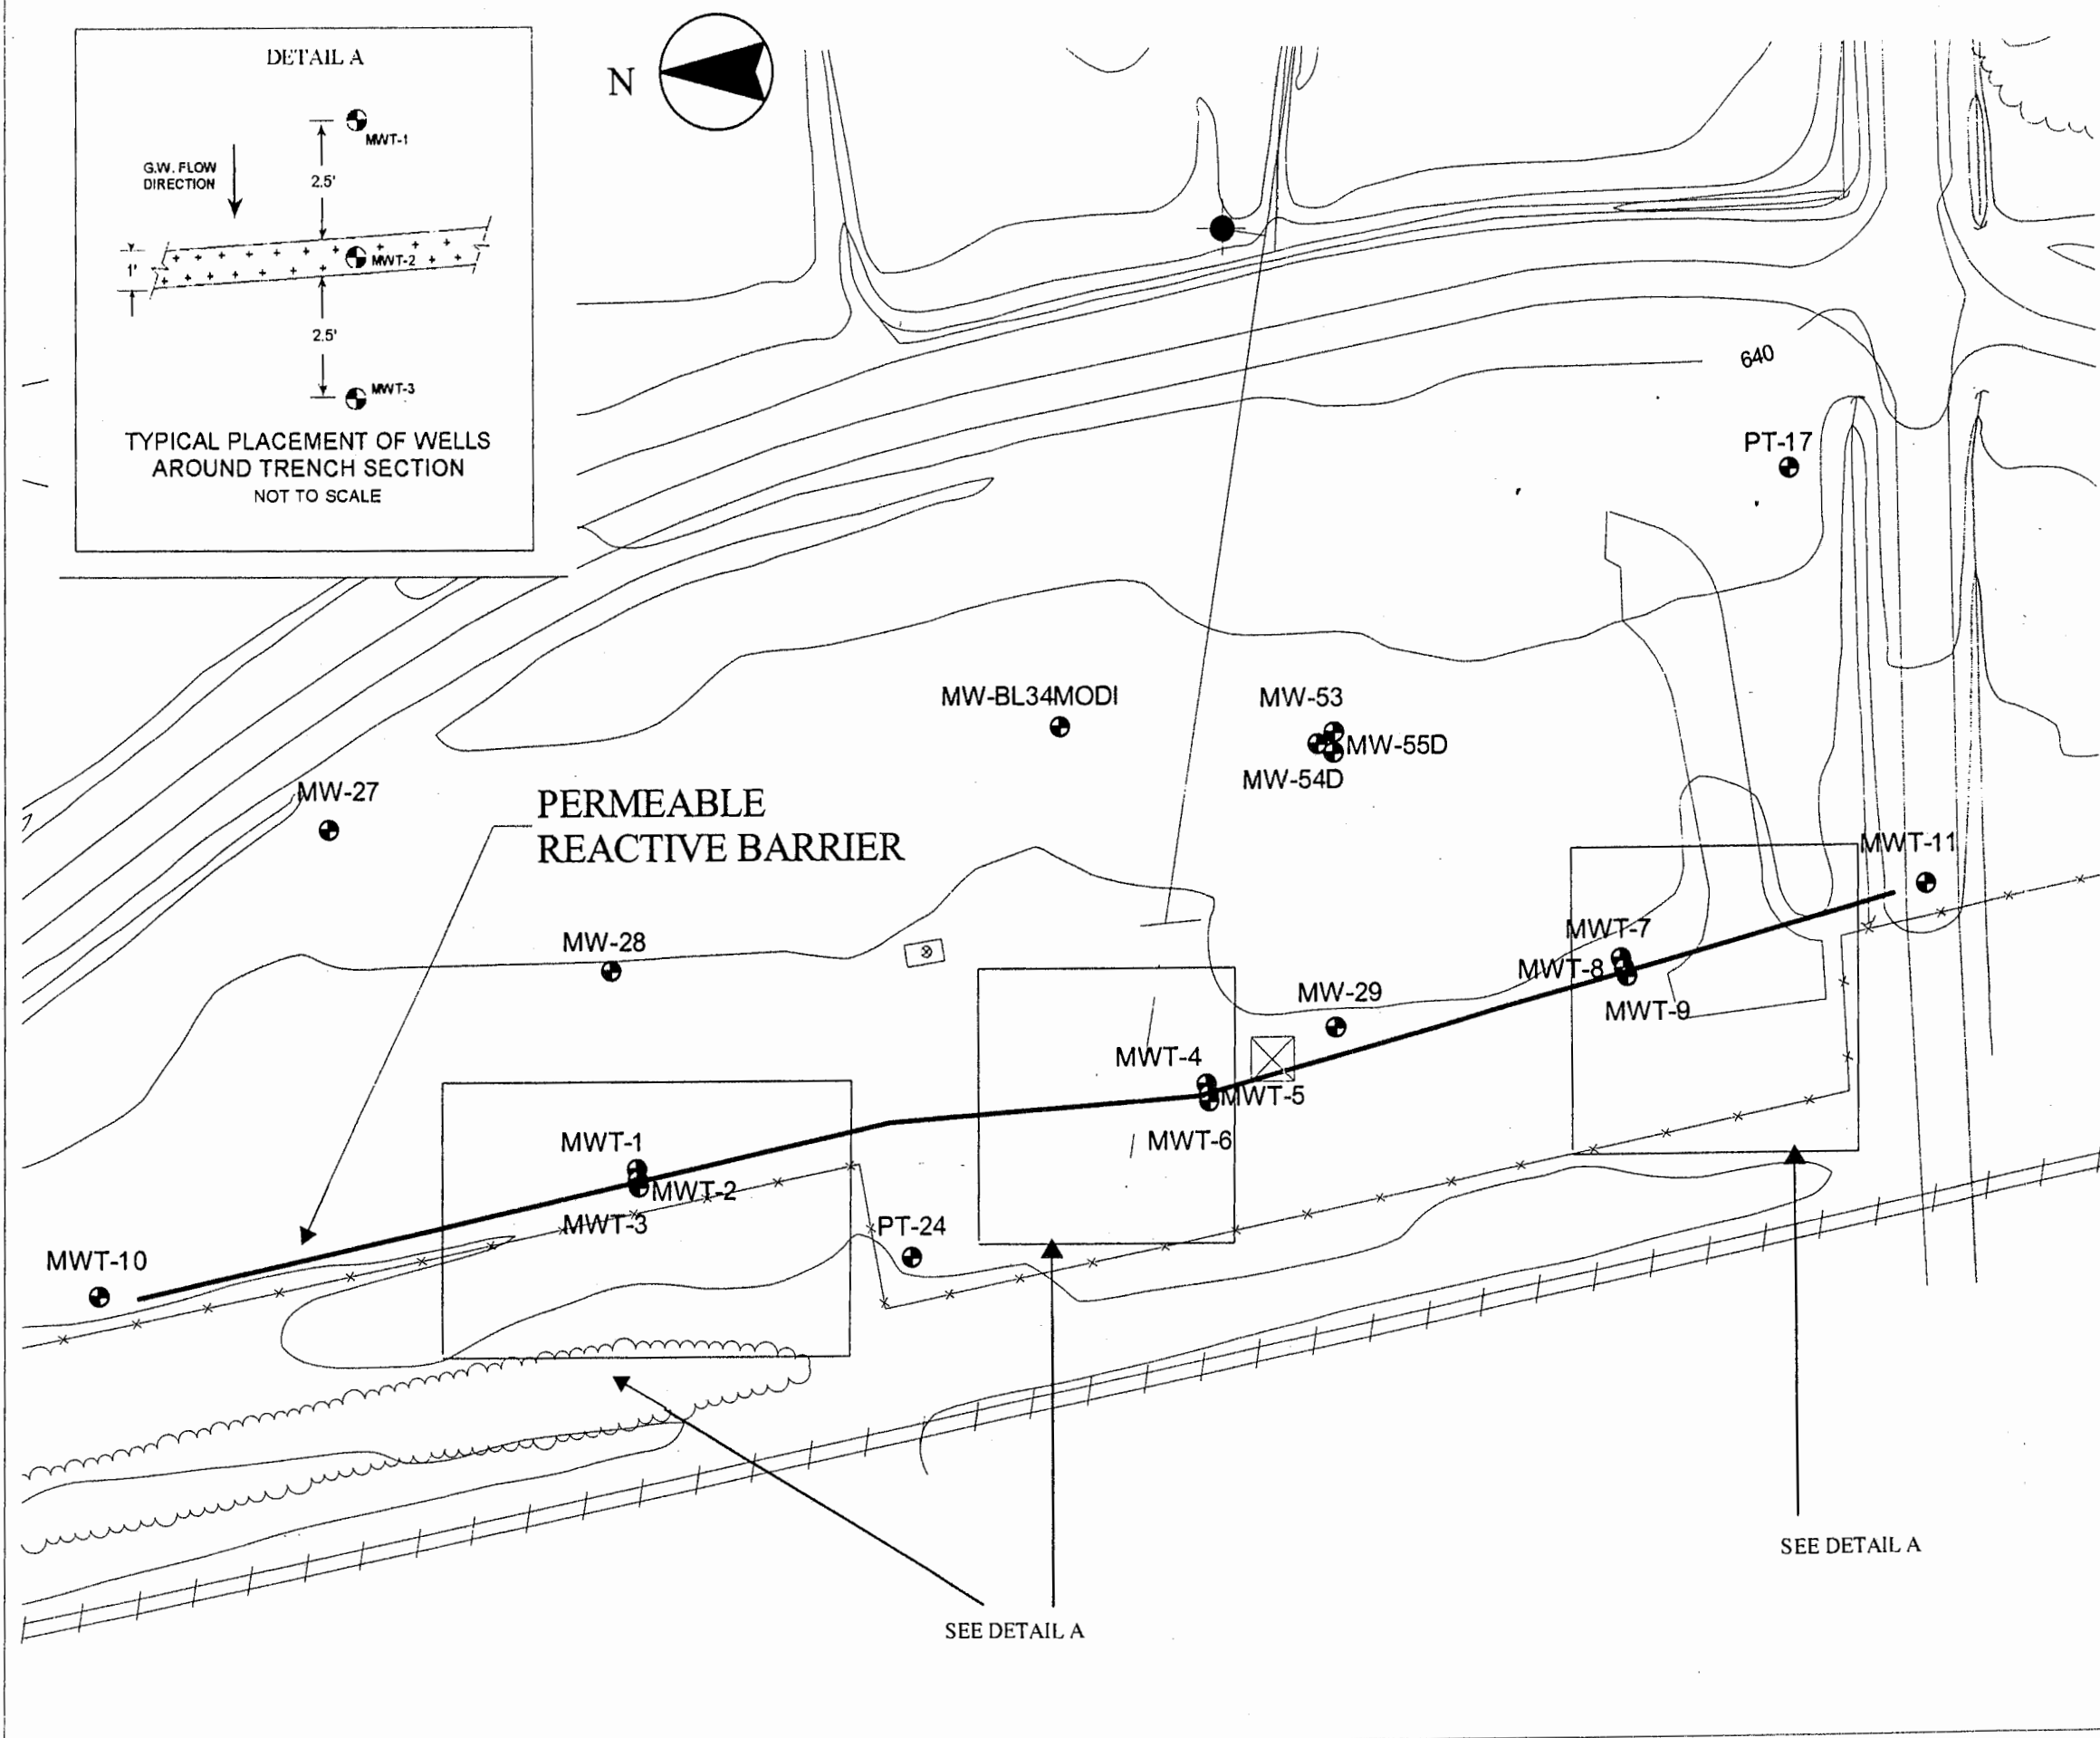 DETAIL A
MWT-1
G.W. FLOW
DIRECTION
2.5'
MWT-2
1'
2.5'
MWT-3
TYPICAL PLACEMENT OF WELLS
AROUND TRENCH SECTION
NOT TO SCALE
N
640
PT-17
MW-BL34MODI
MW-53
MW-55D
MW-54D
MW-27
PERMEABLE
REACTIVE BARRIER
MWT-11
MW-28
MWT-7
MWT-8
MW-29
MWT-9
MWT-4
MWT-5
MWT-6
MWT-1
MWT-2
MWT-3
PT-24
MWT-10
SEE DETAIL A
SEE DETAIL A